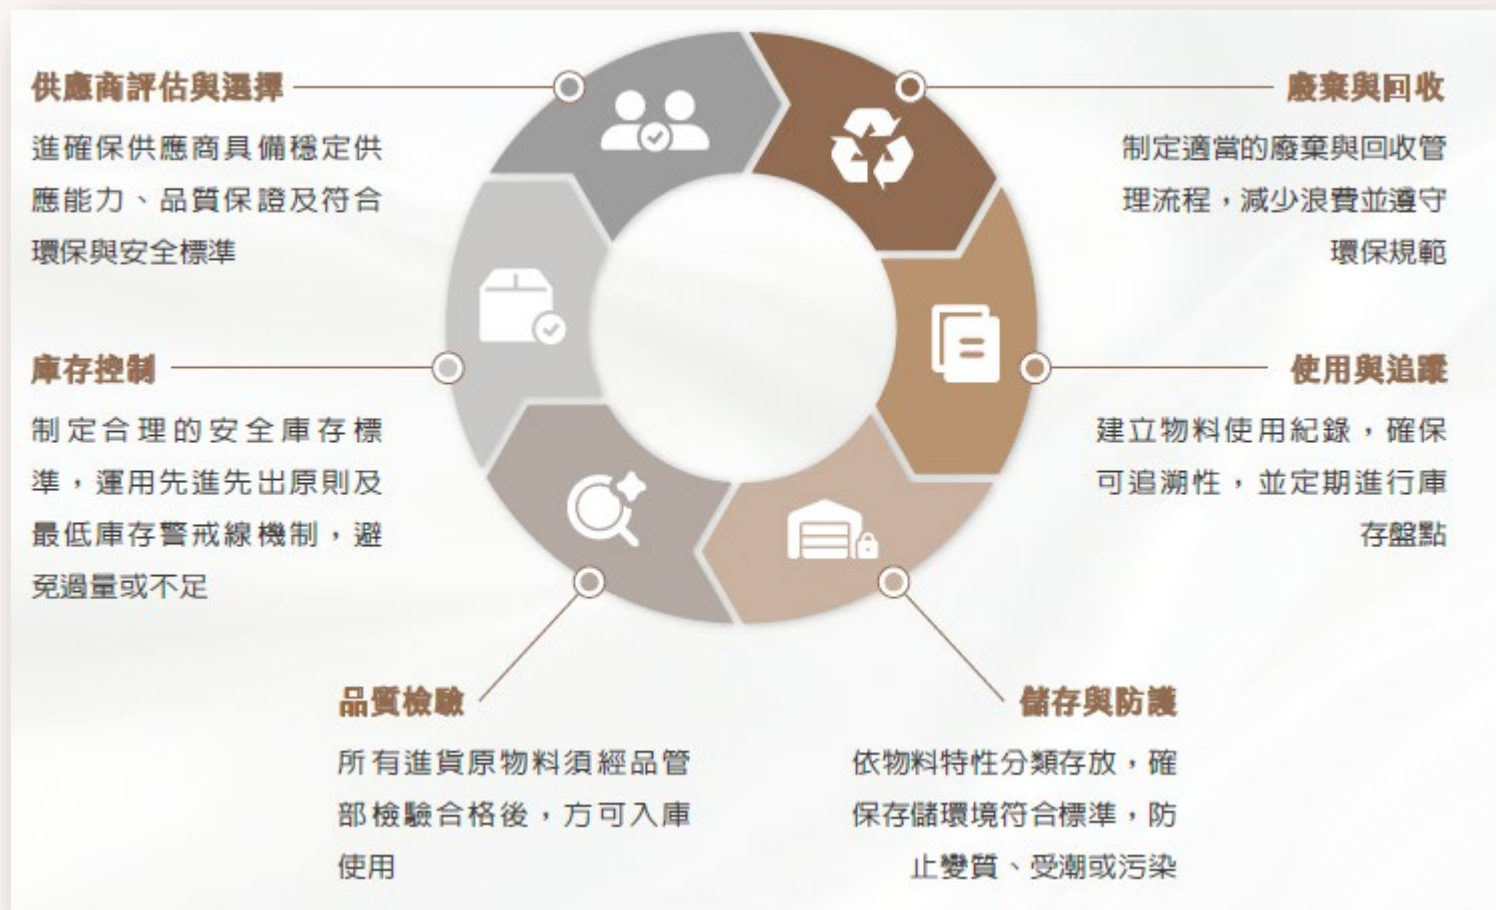 供應商評估與選擇
進確保供應商具備穩定供
應能力、品質保證及符合
環保與安全標準
庫存控制
制定合理的安全庫存標
準，運用先進先出原則及
最低庫存警戒線機制，避
免過量或不足
品質檢驗
所有進貨原物料須經品管
部檢驗合格後，方可入庫
使用
儲存與防護
依物料特性分類存放，確
保存儲環境符合標準，防
止變質、受潮或污染
使用與追蹤
建立物料使用紀錄，確保
可追溯性，並定期進行庫
存盤點
廢棄與回收
制定適當的廢棄與回收管
理流程，減少浪費並遵守
環保規範